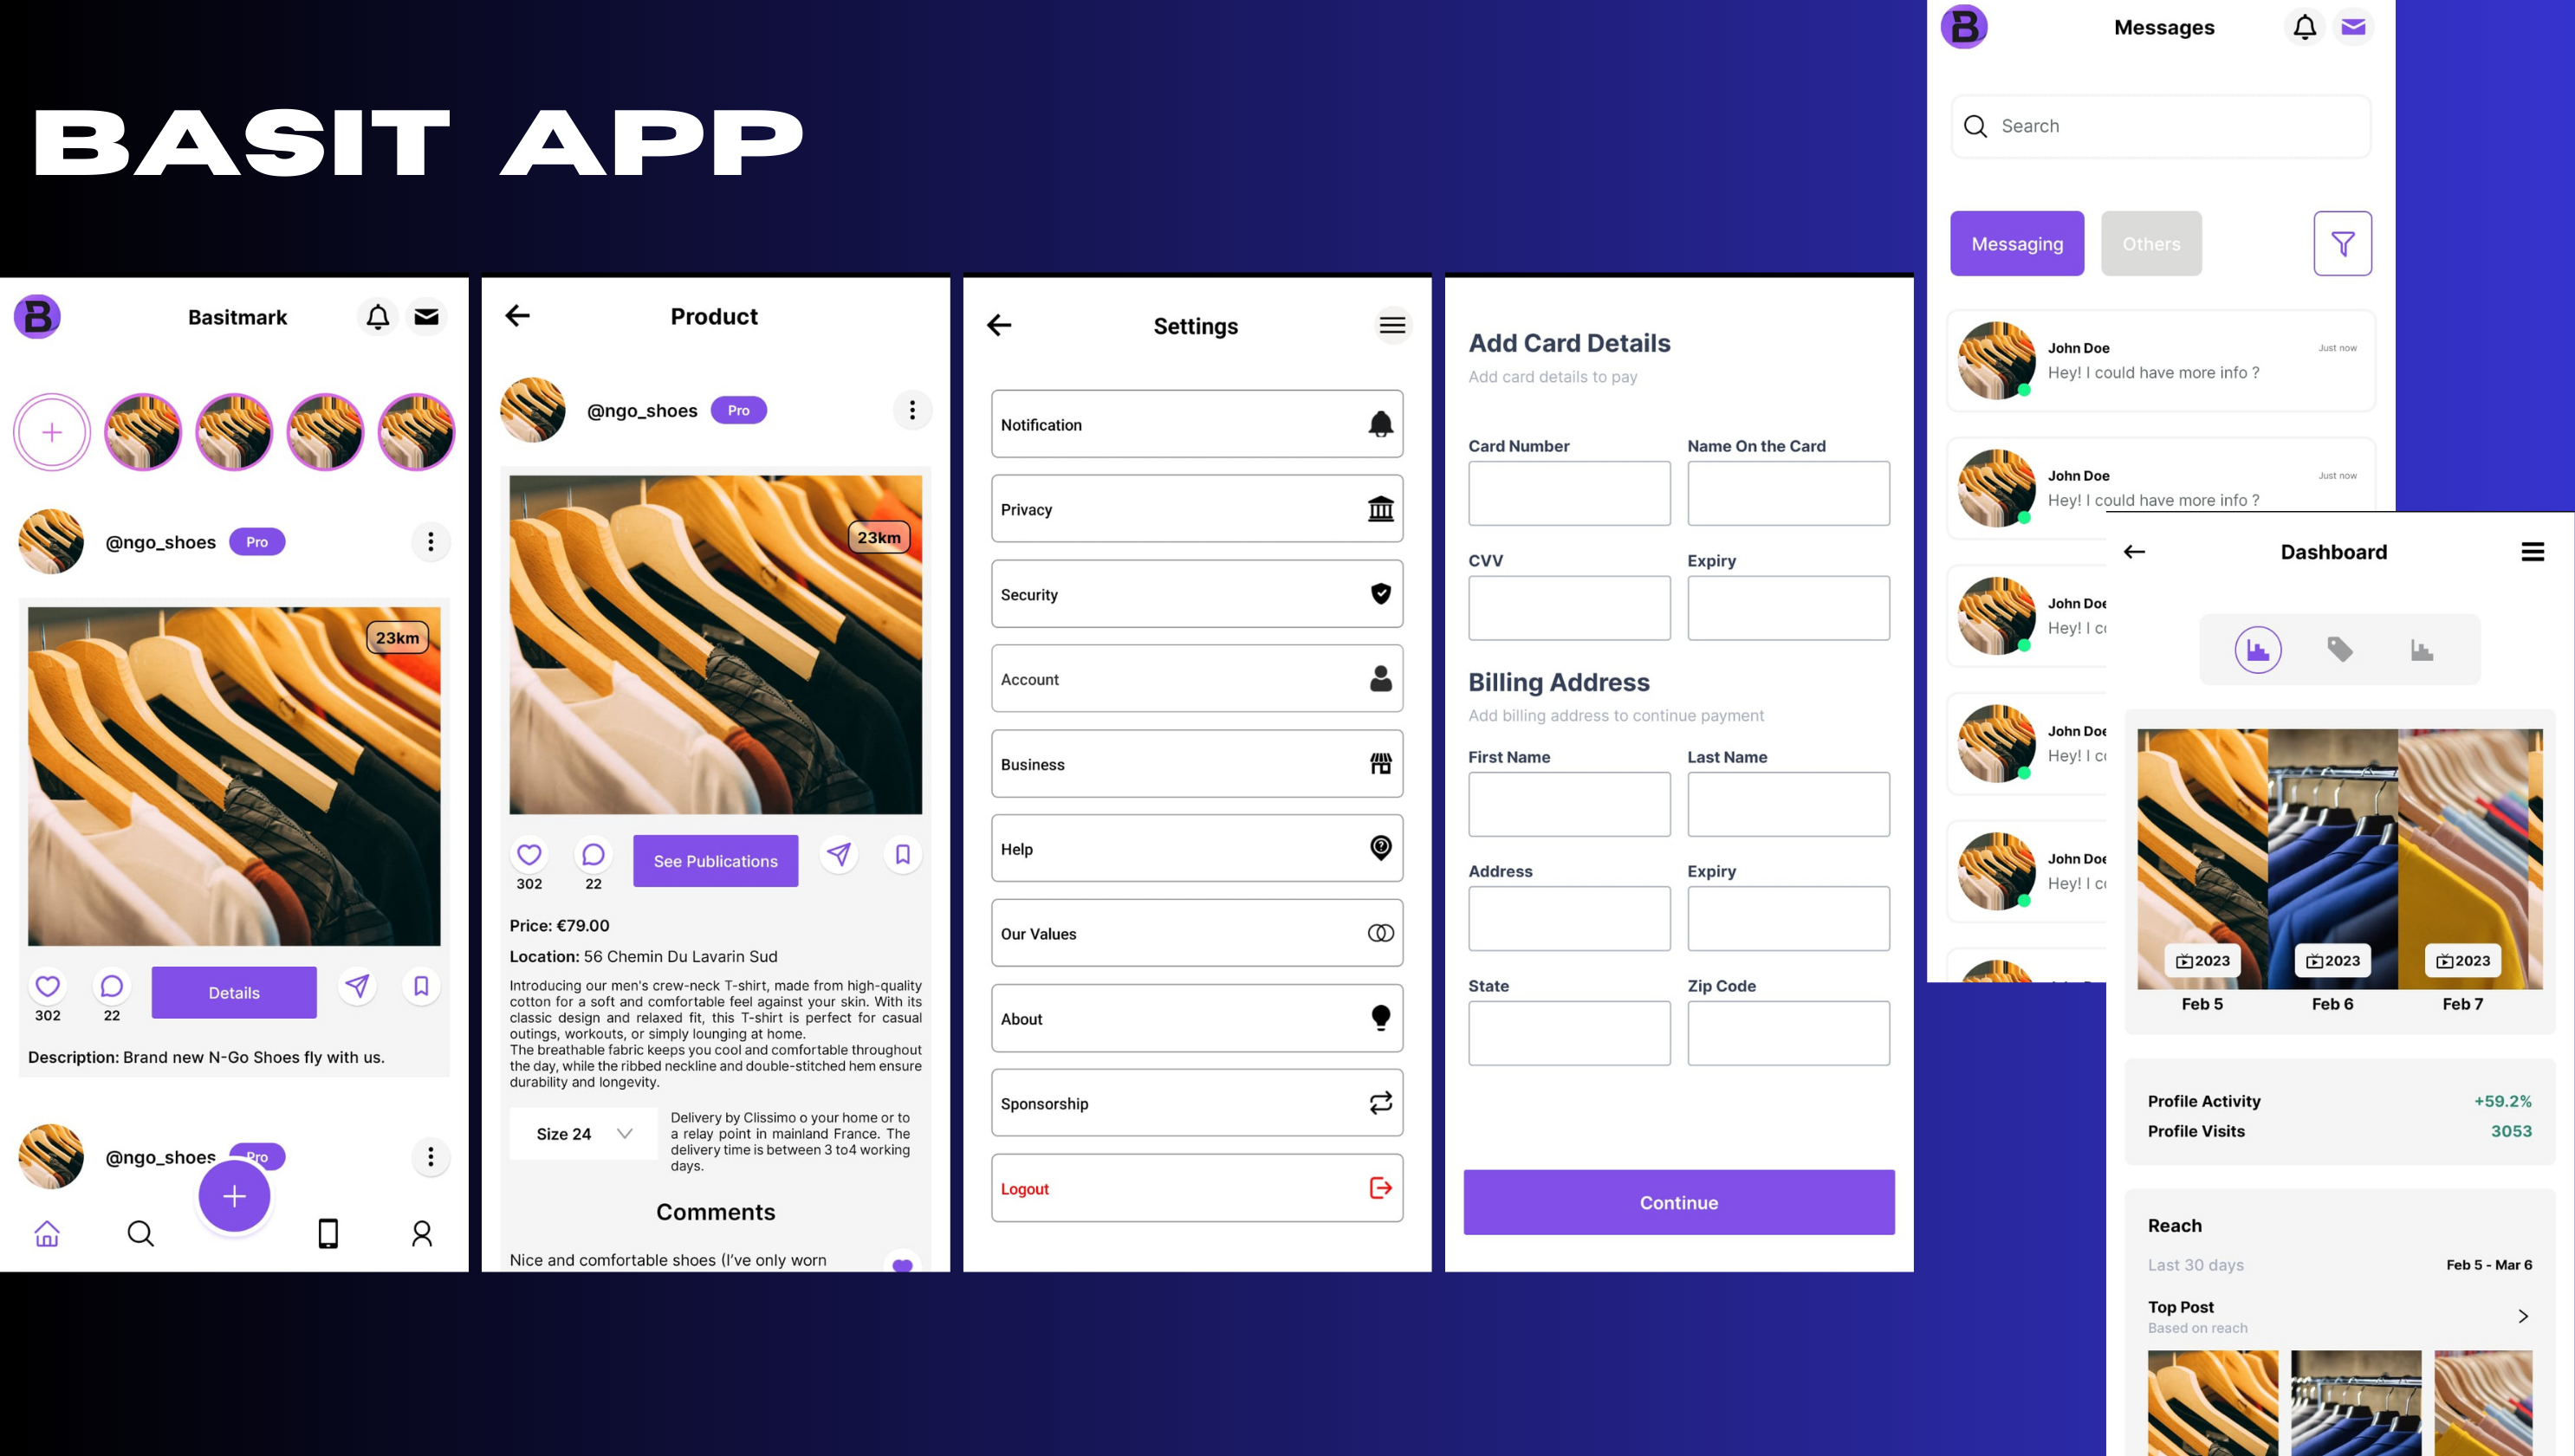 BASIT APP
B
Basitmark
@ngo_shoes Pro
23km
Details
302 22
Description: Brand new N-Go Shoes fly with us.
@ngo_shoes Pro
Product
@ngo_shoes Pro
23km
See Publications
302 22
Price: €79.00
Location: 56 Chemin Du Lavarin Sud
Introducing our men's crew-neck T-shirt, made from high-quality
cotton for a soft and comfortable feel against your skin. With its
classic design and relaxed fit, this T-shirt is perfect for casual
outings, workouts, or simply lounging at home.
The breathable fabric keeps you cool and comfortable throughout
the day, while the ribbed neckline and double-stitched hem ensure
durability and longevity.
Size 24
Delivery by Clissimo o your home or to
a relay point in mainland France. The
delivery time is between 3 to4 working
days.
Comments
Nice and comfortable shoes (I've only worn
Settings
Notification
Privacy
Security
Account
Business
Help
Our Values
About
Sponsorship
Logout
Add Card Details
Add card details to pay
Card Number Name On the Card
CVV Expiry
Billing Address
Add billing address to continue payment
First Name Last Name
Address Expiry
State Zip Code
Continue
B
Messages
Search
Messaging Others
John Doe Just now
Hey! I could have more info ?
John Doe Just now
Hey! I could have more info ?
John Doe
Hey! I
John Doe
Hey! I
John Doe
Hey! I
Dashboard
2023 2023 2023
Feb 5 Feb 6 Feb 7
Profile Activity +59.2%
Profile Visits 3053
Reach
Last 30 days Feb 5 - Mar 6
Top Post
Based on reach